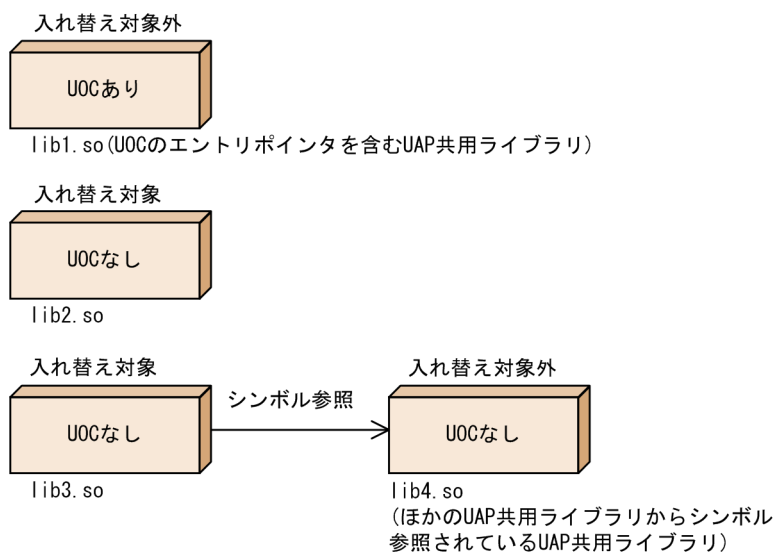 入れ替え対象外
UOCあり
lib1.so(UOCのエントリポインタを含むUAP共用ライブラリ)
入れ替え対象
UOCなし
lib2.so
入れ替え対象
UOCなし
lib3.so
シンボル参照
入れ替え対象外
UOCなし
lib4.so
(ほかのUAP共用ライブラリからシンボル
参照されているUAP共用ライブラリ)